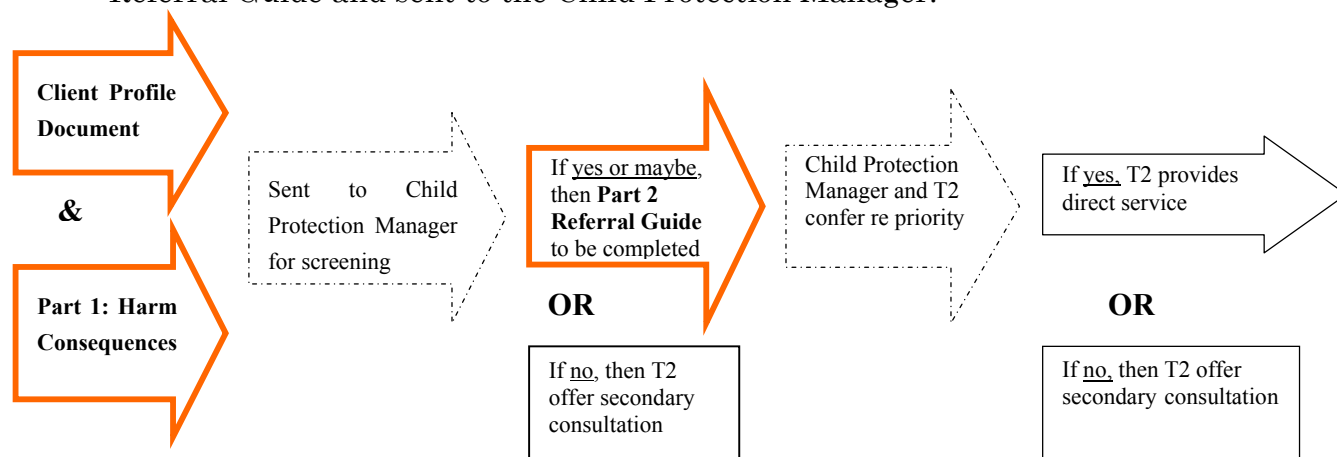 Referral Guide and sent to the Child Protection Manager.
Client Profile
Document
&
Part 1: Harm
Consequences
Sent to Child
Protection Manager
for screening
If yes or maybe,
then Part 2
Referral Guide
to be completed
OR
If no, then T2
offer secondary
consultation
Child Protection
Manager and T2
confer re priority
If yes, T2 provides
direct service
OR
If no, then T2 offer
secondary consultation